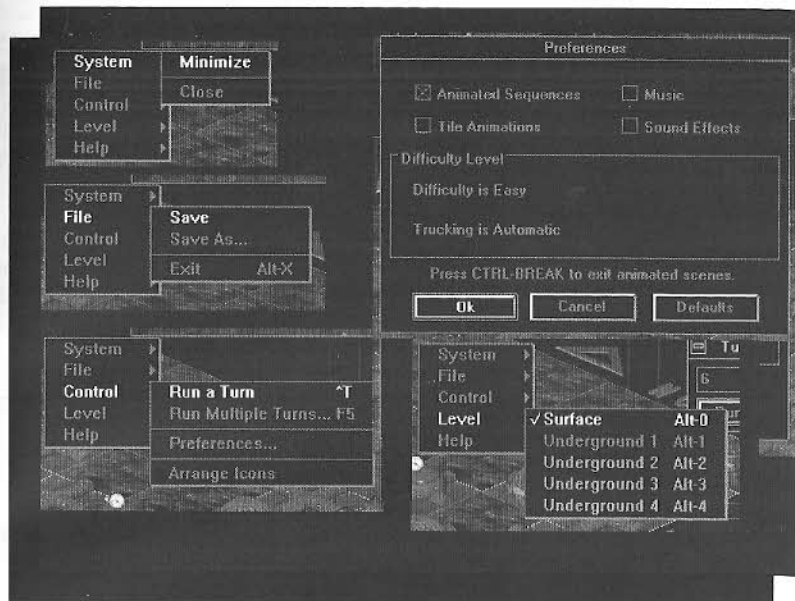 System
File
Control
Level
Help
Minimize
Close
Preferences
Animated Sequences
Music
Tile Animations
Sound Effects
Difficulty Level
Difficulty is Easy
Trucking is Automatic
Press CTRL-BREAK to exit animated scenes.
Ok
Cancel
Defaults
System
File
Control
Level
Help
Save
Save As...
Exit Alt-X
System
File
Control
Level
Help
Run a Turn ^T
Run Multiple Turns... F5
Preferences...
Arrange Icons
System
File
Control
Level
Help
Tu
6
✓ Surface Alt-0
Underground 1 Alt-1
Underground 2 Alt-2
Underground 3 Alt-3
Underground 4 Alt-4